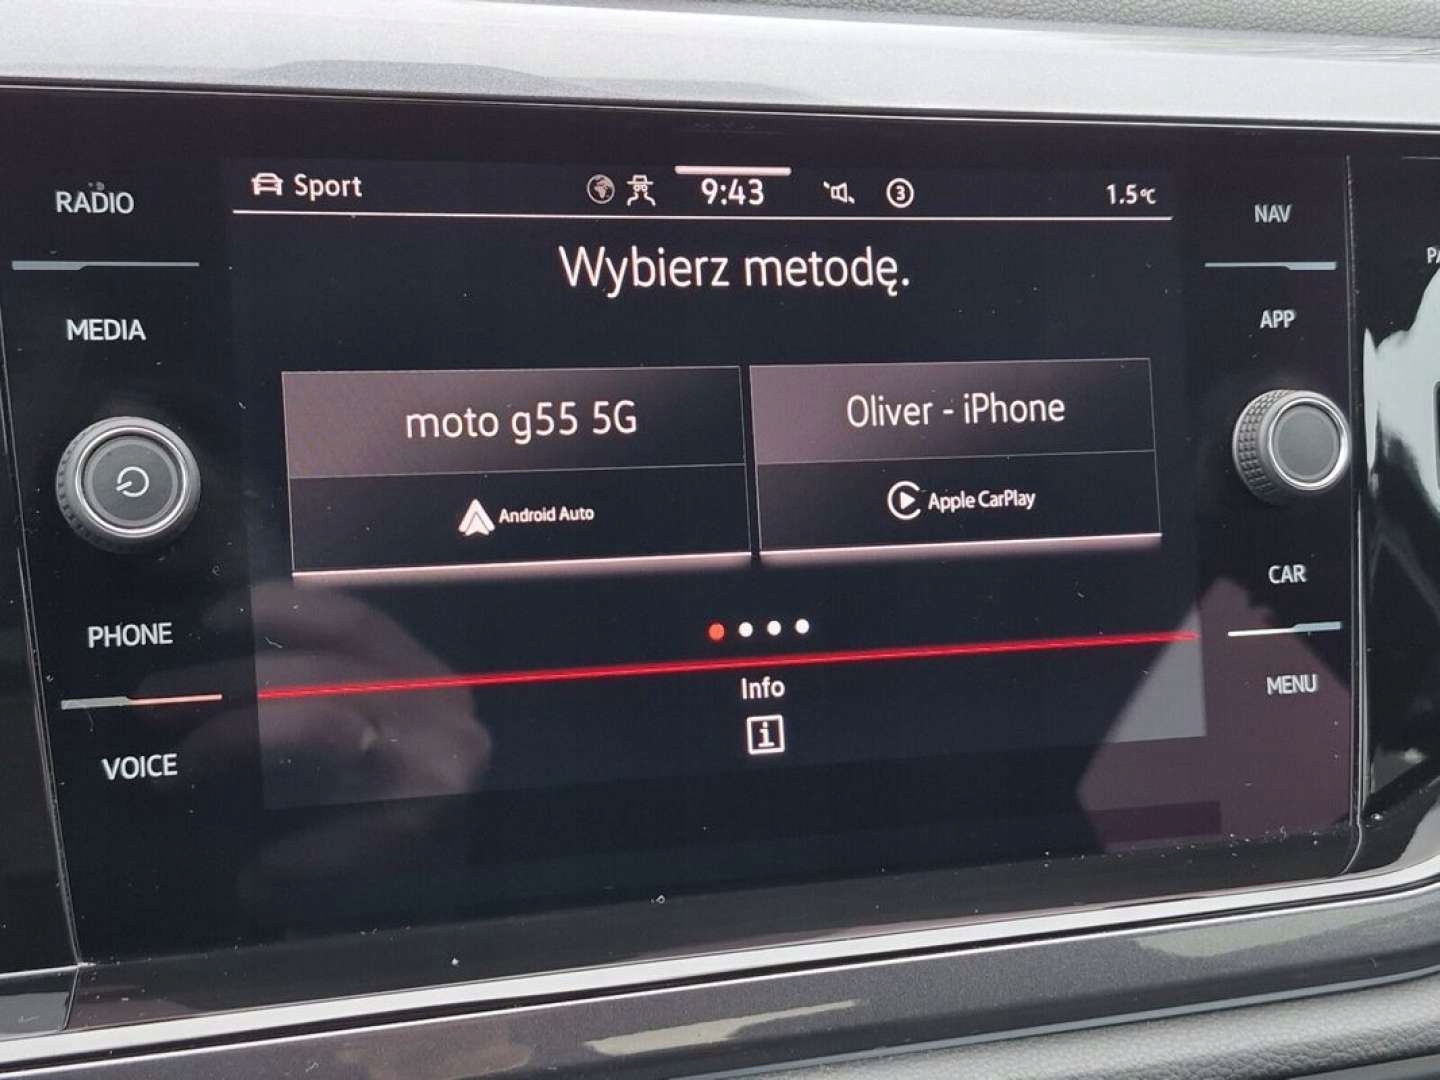 RADIO
MEDIA
PHONE
VOICE
Sport
9:43
3
1.5°C
Wybierz metodę.
moto g55 5G
Android Auto
Oliver - iPhone
Apple CarPlay
Info
i
NAV
APP
CAR
MENU